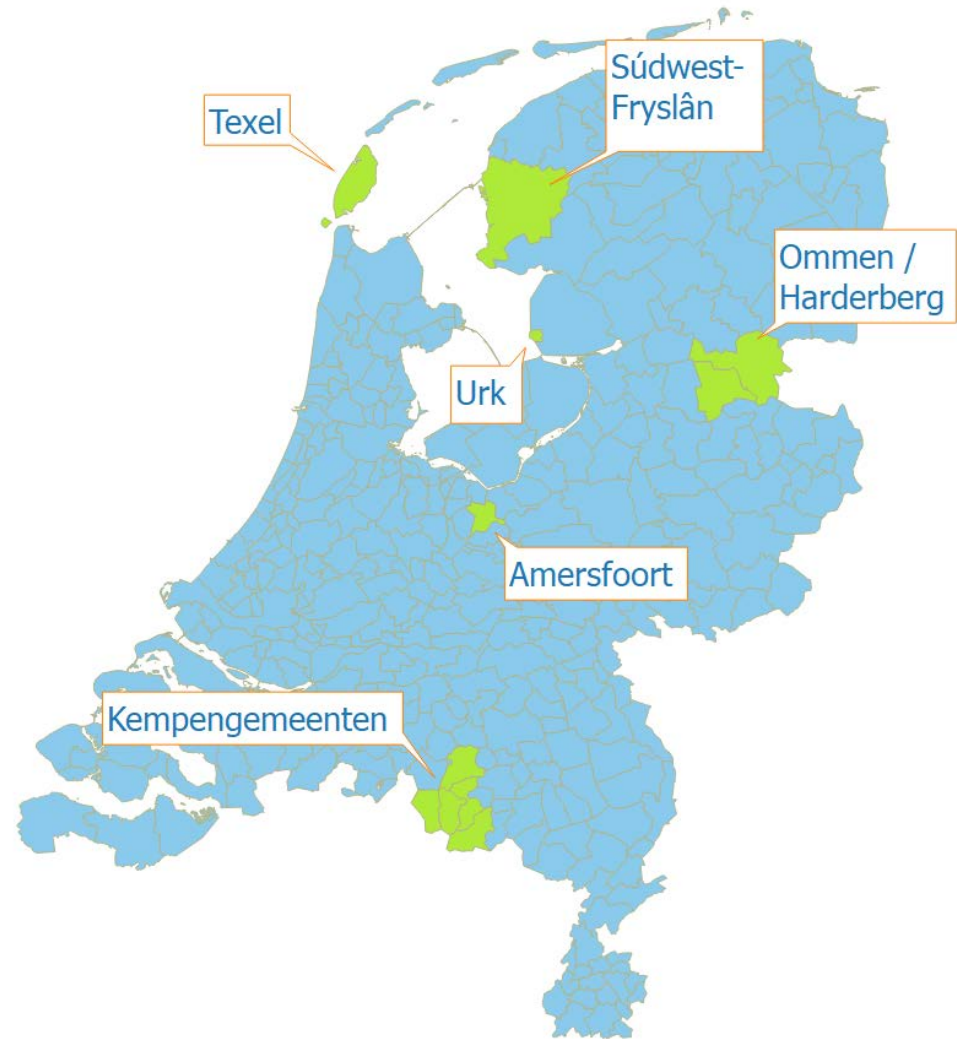 Súdwest-
Fryslân
Texel
Ommen /
Harderberg
Urk
Amersfoort
Kempengemeenten